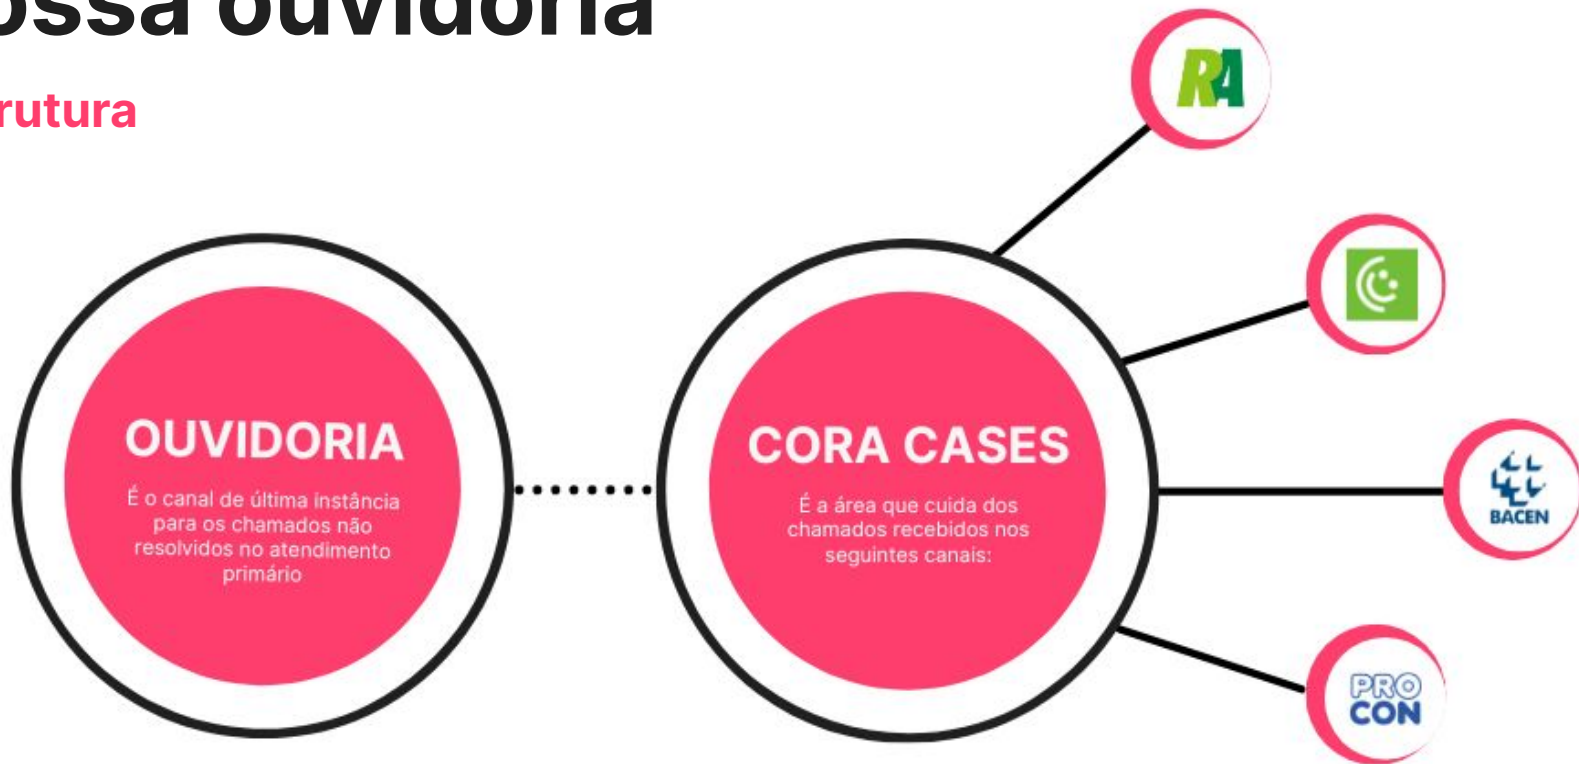 ossa ouvidoria
rutura
RA
OUVIDORIA
É o canal de última instância
para os chamados não
resolvidos no atendimento
primário
CORA CASES
É a área que cuida dos
chamados recebidos nos
seguintes canais:
BACEN
PRO
CON